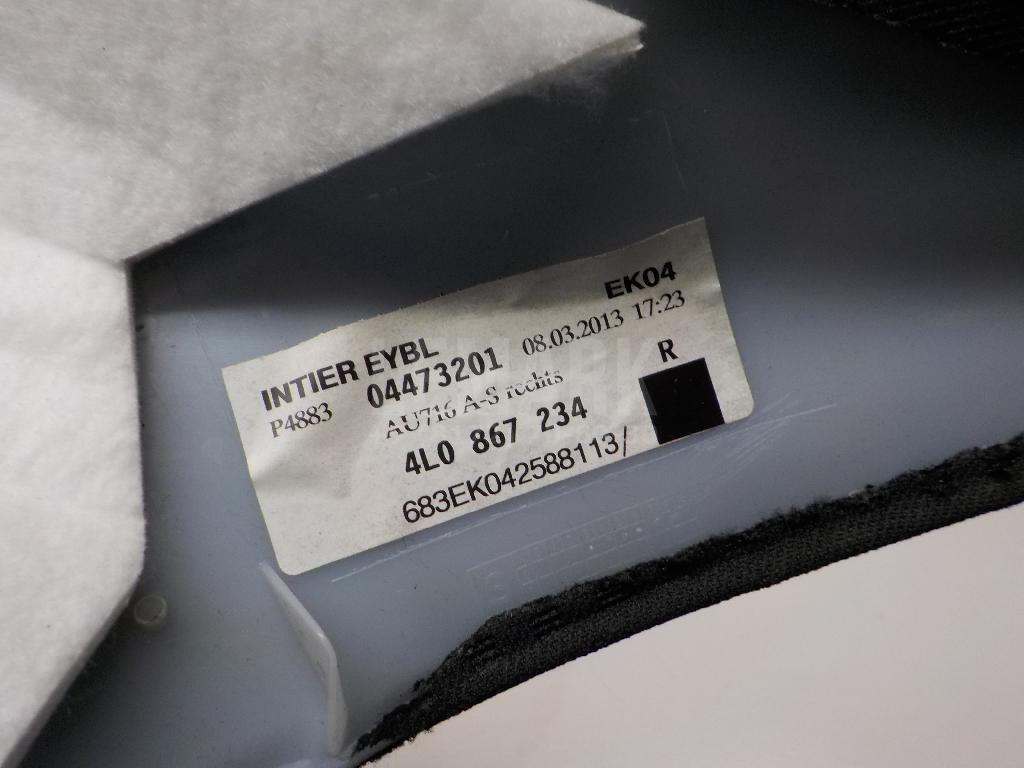 EK04
INTIER EYBL
P4883 04473201 08.03.2013 17:23
AU716 A-S rechts R
4L0 867 234
683EK042588113/